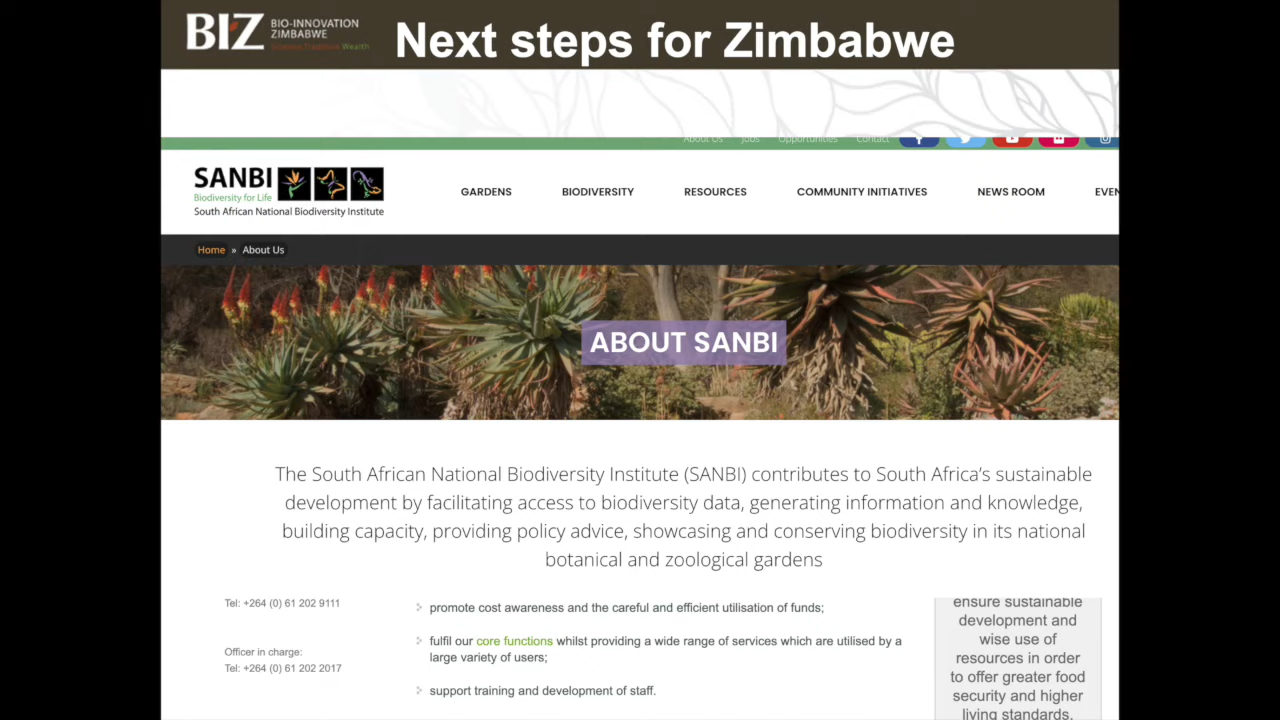 BIZ BIO-INNOVATION
ZIMBABWE
Science Traditions Wealth
Next steps for Zimbabwe
About Us Jobs Opportunities Contact
SANBI
Biodiversity for Life
South African National Biodiversity Institute
GARDENS BIODIVERSITY RESOURCES COMMUNITY INITIATIVES NEWS ROOM EVEN
Home » About Us
ABOUT SANBI
The South African National Biodiversity Institute (SANBI) contributes to South Africa’s sustainable
development by facilitating access to biodiversity data, generating information and knowledge,
building capacity, providing policy advice, showcasing and conserving biodiversity in its national
botanical and zoological gardens
Tel: +264 (0) 61 202 9111
Officer in charge:
Tel: +264 (0) 61 202 2017
promote cost awareness and the careful and efficient utilisation of funds;
fulfil our core functions whilst providing a wide range of services which are utilised by a
large variety of users;
support training and development of staff.
ensure sustainable
development and
wise use of
resources in order
to offer greater food
security and higher
living standards.